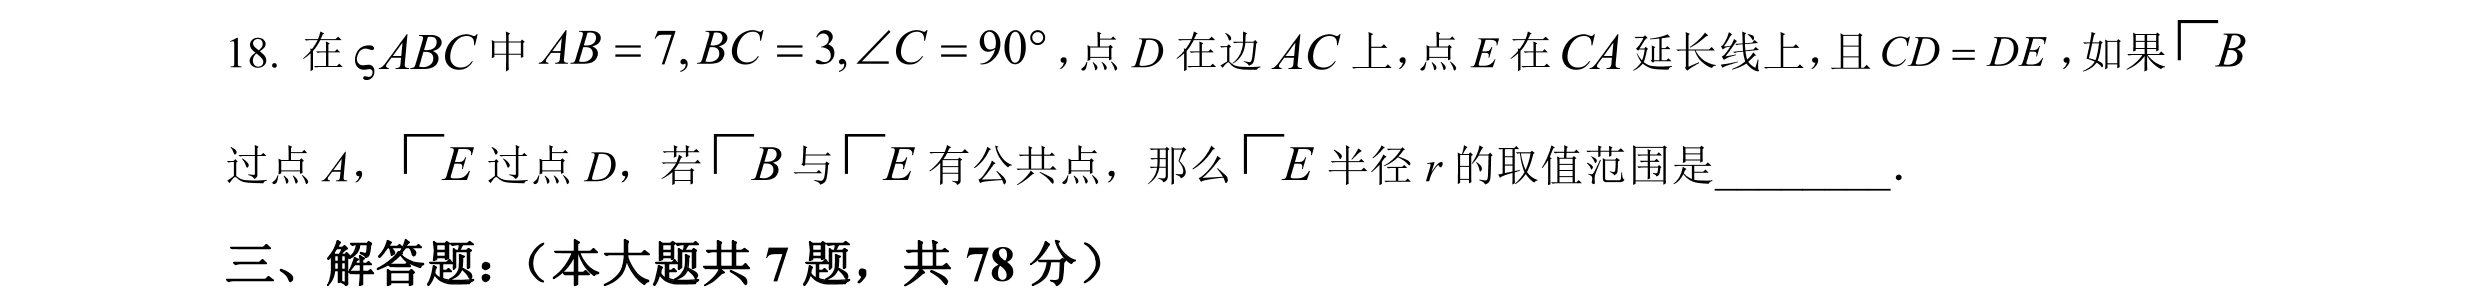 18. 在ςABC中AB=7,BC=3,∠C=90°,点D在边AC上,点E在CA延长线上,且CD=DE,如果⎾B
过点A,⎾E过点D,若⎾B与⎾E有公共点,那么⎾E半径r的取值范围是________.
三、解答题:(本大题共7题,共78分)